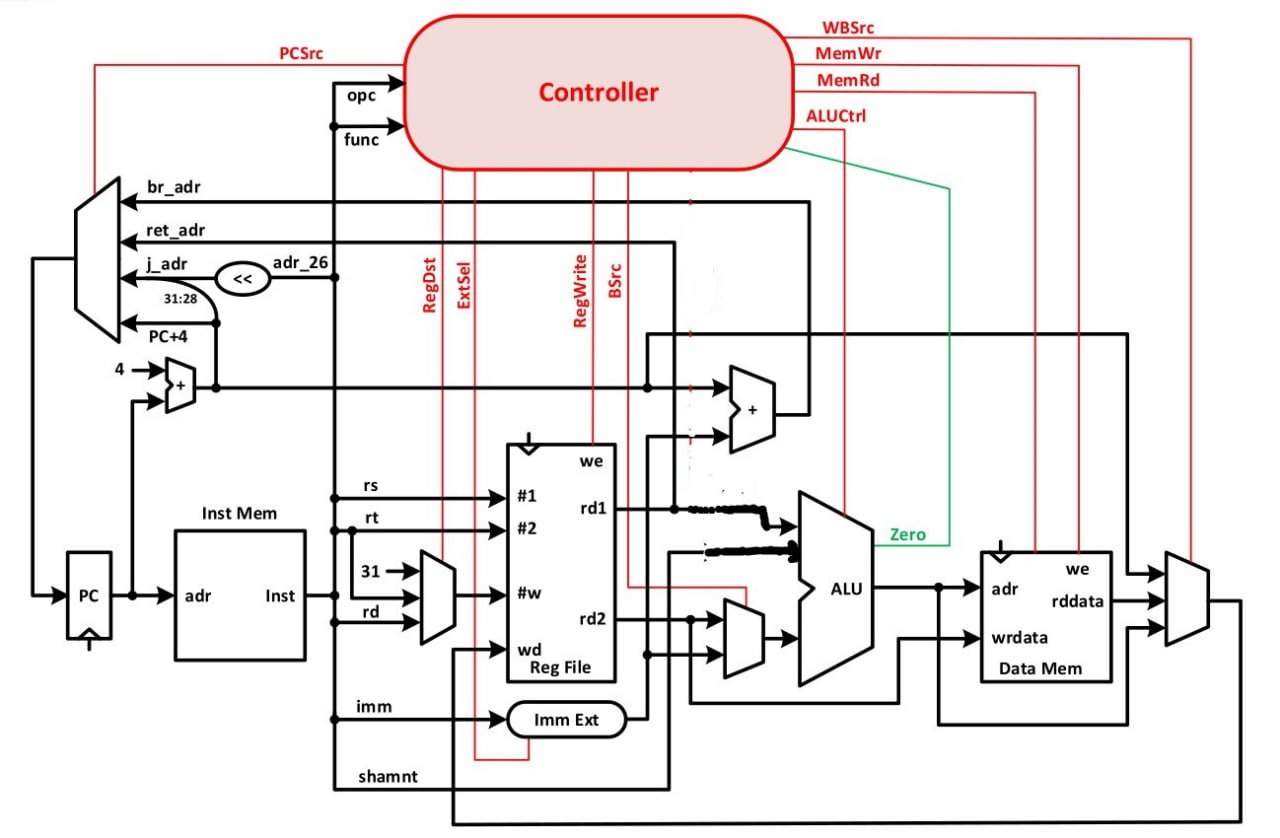 WBSrc
PCSrc
MemWr
MemRd
Controller
opc
ALUCtrl
func
br_adr
ret_adr
j_adr
<<
adr_26
31:28
PC+4
RegDst
ExtSel
RegWrite
BSrc
4
+
+
we
rs
#1
rd1
Inst Mem
rt
#2
Zero
31
we
PC
adr
Inst
#w
ALU
adr
rddata
rd
rd2
wrdata
wd
Reg File
Data Mem
imm
Imm Ext
shamnt